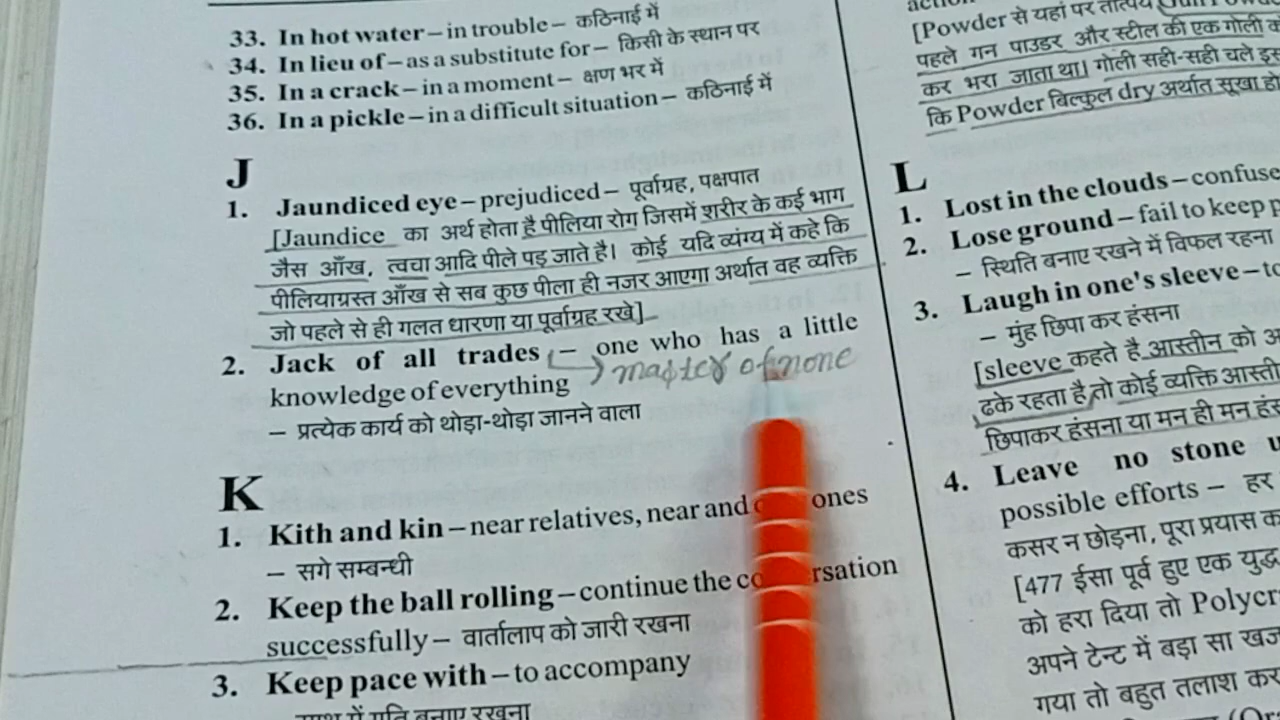 33. In hot water – in trouble – कठिनाई में
34. In lieu of – as a substitute for – किसी के स्थान पर
35. In a crack – in a moment – क्षण भर में
36. In a pickle – in a difficult situation – कठिनाई में
J
1. Jaundiced eye – prejudiced – पूर्वाग्रह, पक्षपात
[Jaundice का अर्थ होता है पीलिया रोग जिसमें शरीर के कई भाग
जैस आँख, त्वचा आदि पीले पड़ जाते है। कोई यदि व्यंग्य में कहे कि
पीलियाग्रस्त आँख से सब कुछ पीला ही नजर आएगा अर्थात वह व्यक्ति
जो पहले से ही गलत धारणा या पूर्वाग्रह रखे]
2. Jack of all trades – one who has a little
master of none
knowledge of everything
– प्रत्येक कार्य को थोड़ा-थोड़ा जानने वाला
K
1. Kith and kin – near relatives, near and ones
– सगे सम्बन्धी
2. Keep the ball rolling – continue the
successfully – वार्तालाप को जारी रखना
3. Keep pace with – to accompany
में गति बनाए रखना
[Powder से यहां पर तात्पर्य
पहले गन पाउडर और स्टील की एक गोली
कर भरा जाता था। गोली सही-सही चले
कि Powder बिल्कुल dry अर्थात सूखा
L
1. Lost in the clouds –
2. Lose ground – fail to keep
– स्थिति बनाए रखने में विफल रहना
3. Laugh in one's sleeve –
– मुंह छिपा कर हंसना
[sleeve कहते है आस्तीन को
ढके रहता है तो कोई व्यक्ति
छिपाकर हंसना या मन ही मन
4. Leave no stone
possible efforts – हर
कसर न छोड़ना, पूरा प्रयास
[477 ईसा पूर्व हुए एक युद्ध
को हरा दिया तो
अपने टेन्ट में बड़ा सा
गया तो बहुत तलाश